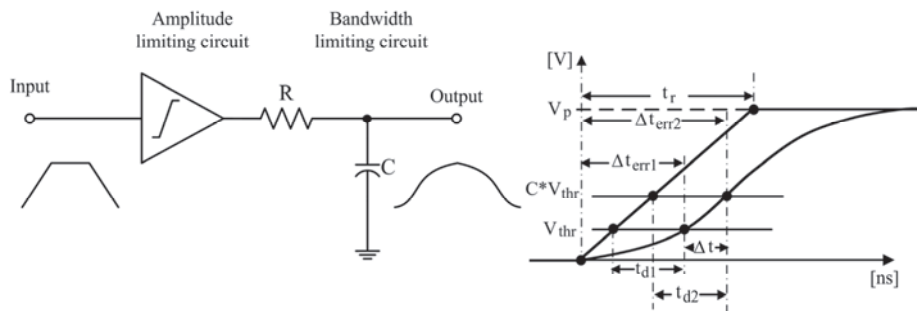 Amplitude
limiting circuit
Bandwidth
limiting circuit
Input
R
Output
C
[V]
t_r
V_p
Δt_err2
Δt_err1
C*V_thr
V_thr
Δt
t_d1
[ns]
t_d2